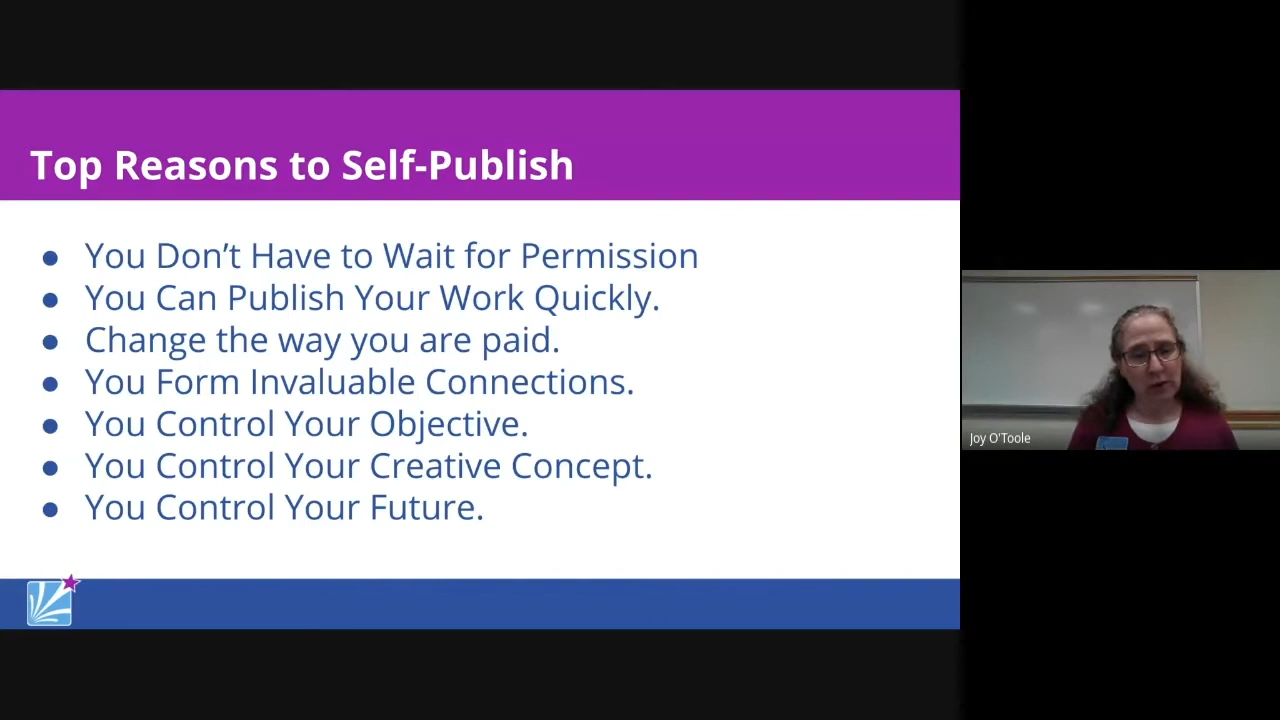 Top Reasons to Self-Publish
● You Don’t Have to Wait for Permission
● You Can Publish Your Work Quickly.
● Change the way you are paid.
● You Form Invaluable Connections.
● You Control Your Objective.
● You Control Your Creative Concept.
● You Control Your Future.
Joy O'Toole